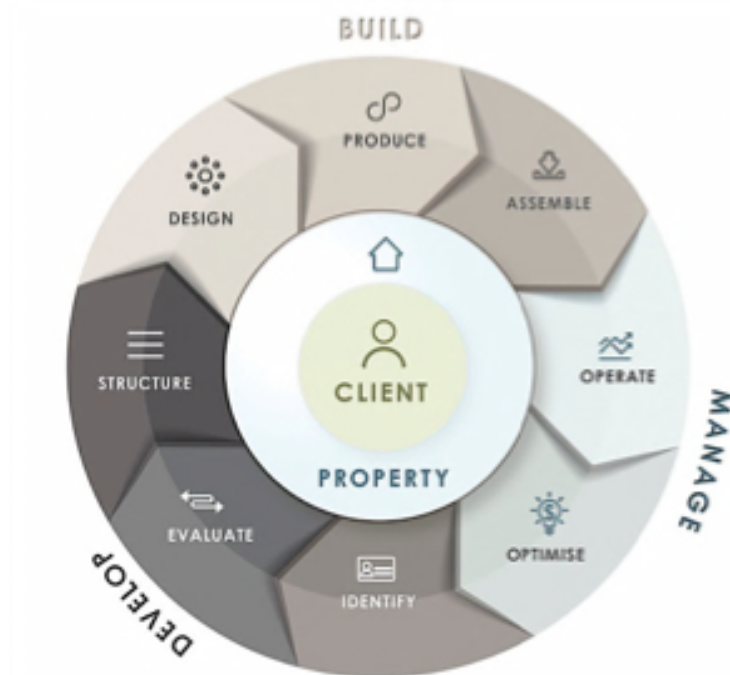 BUILD
PRODUCE
ASSEMBLE
DESIGN
STRUCTURE
OPERATE
CLIENT
PROPERTY
MANAGE
EVALUATE
OPTIMISE
IDENTIFY
DEVELOP